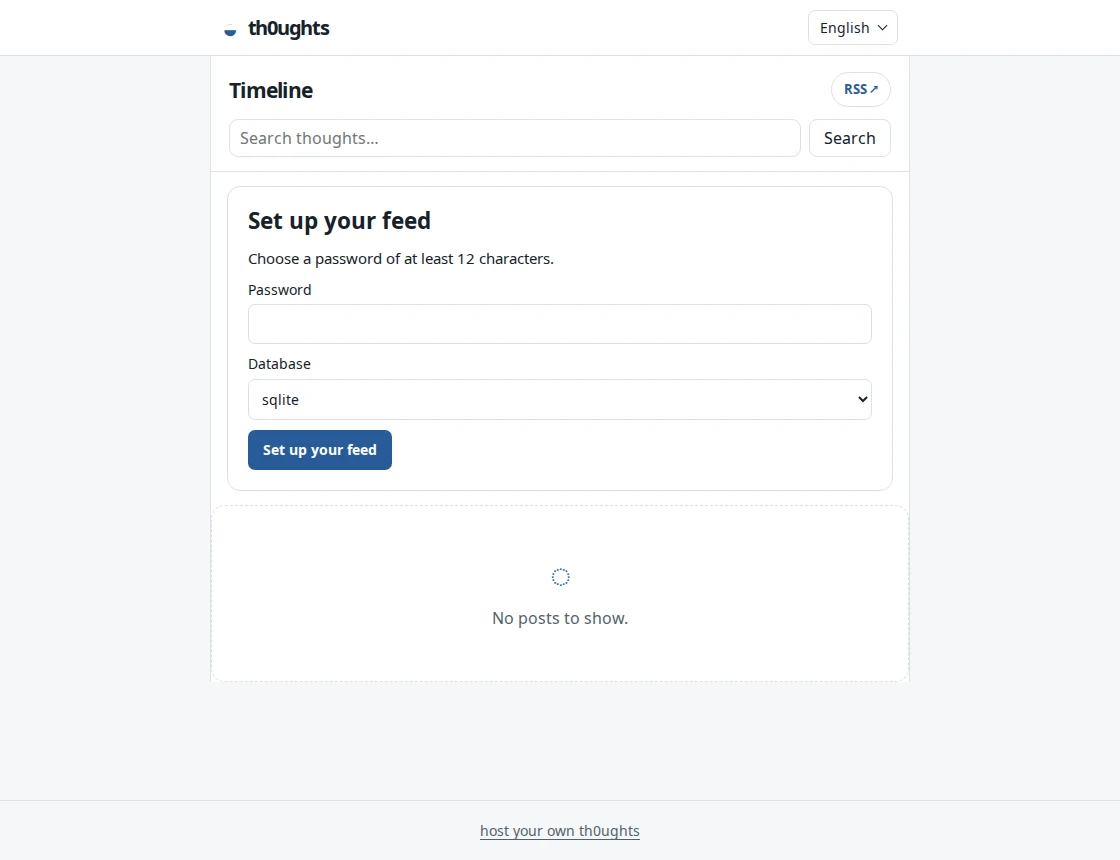 th0ughts
English
Timeline
RSS↗
Search thoughts...
Search
Set up your feed
Choose a password of at least 12 characters.
Password
Database
sqlite
Set up your feed
No posts to show.
host your own th0ughts